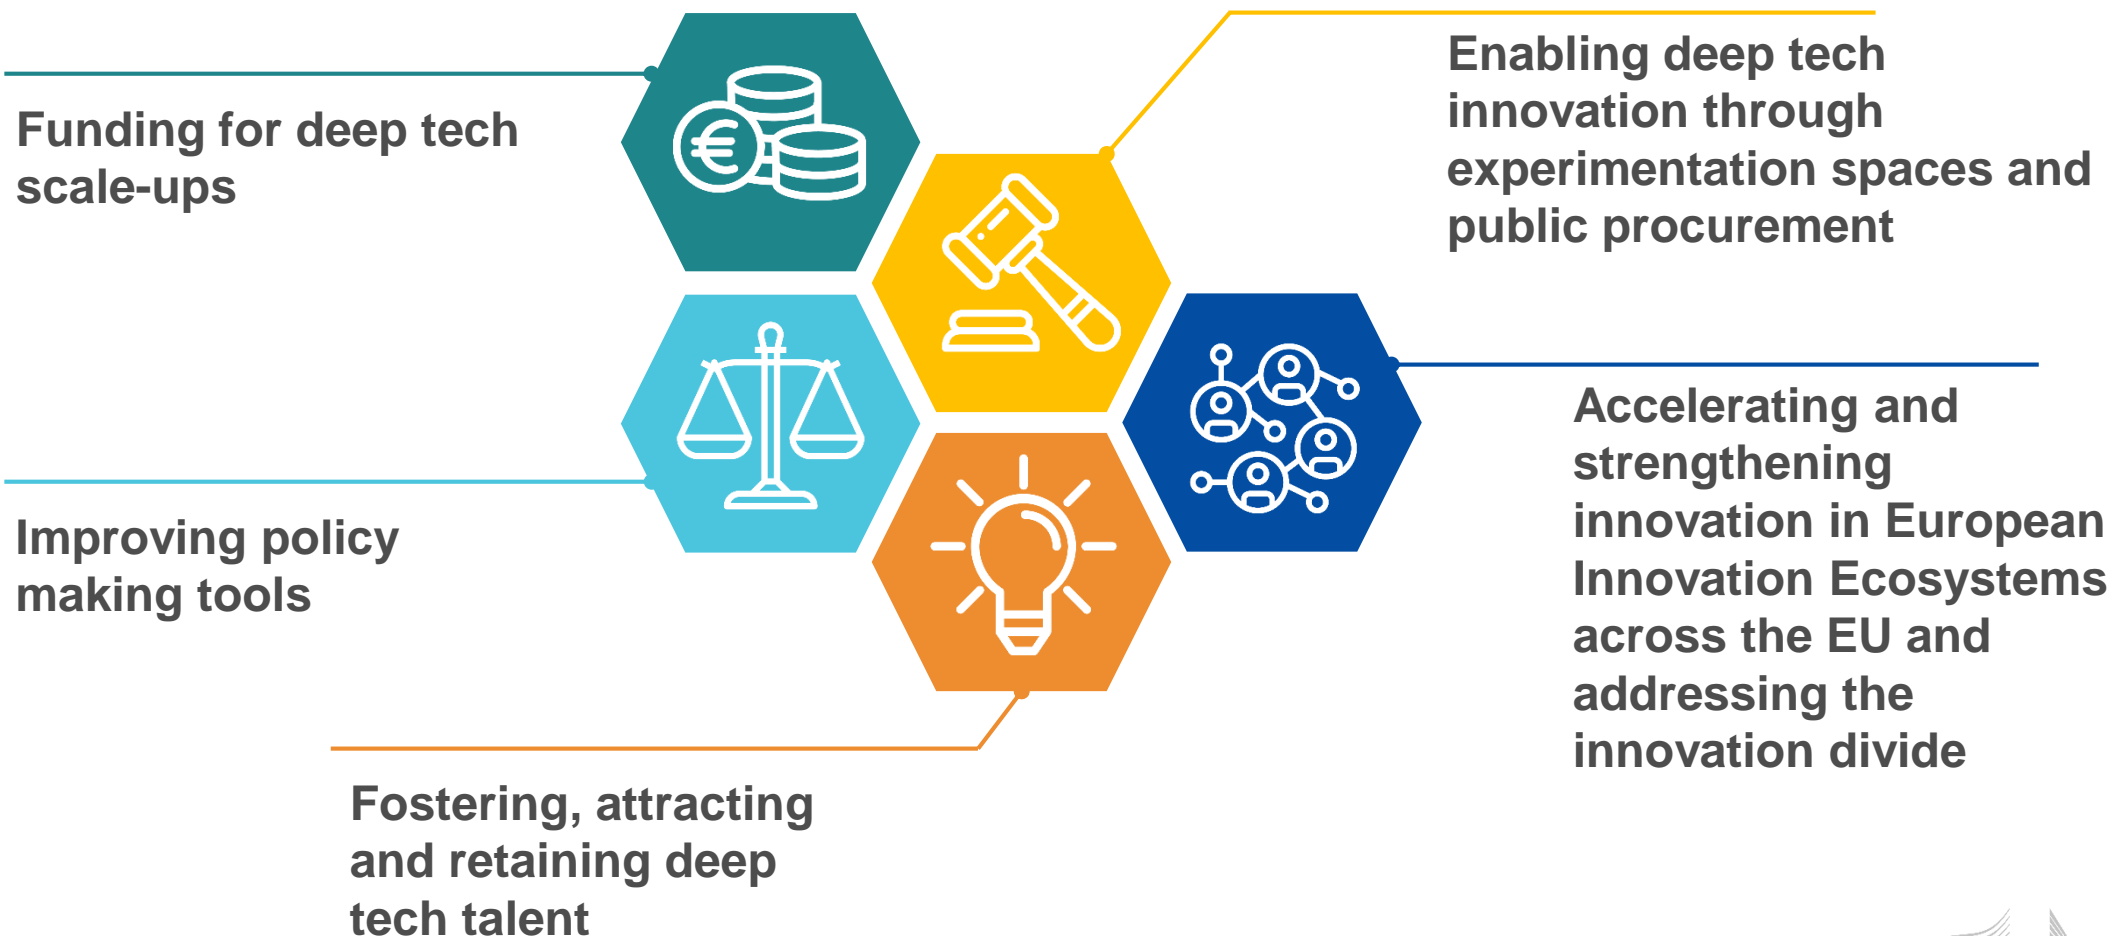 Funding for deep tech
scale-ups
Enabling deep tech
innovation through
experimentation spaces and
public procurement
Improving policy
making tools
Accelerating and
strengthening
innovation in European
Innovation Ecosystems
across the EU and
addressing the
innovation divide
Fostering, attracting
and retaining deep
tech talent